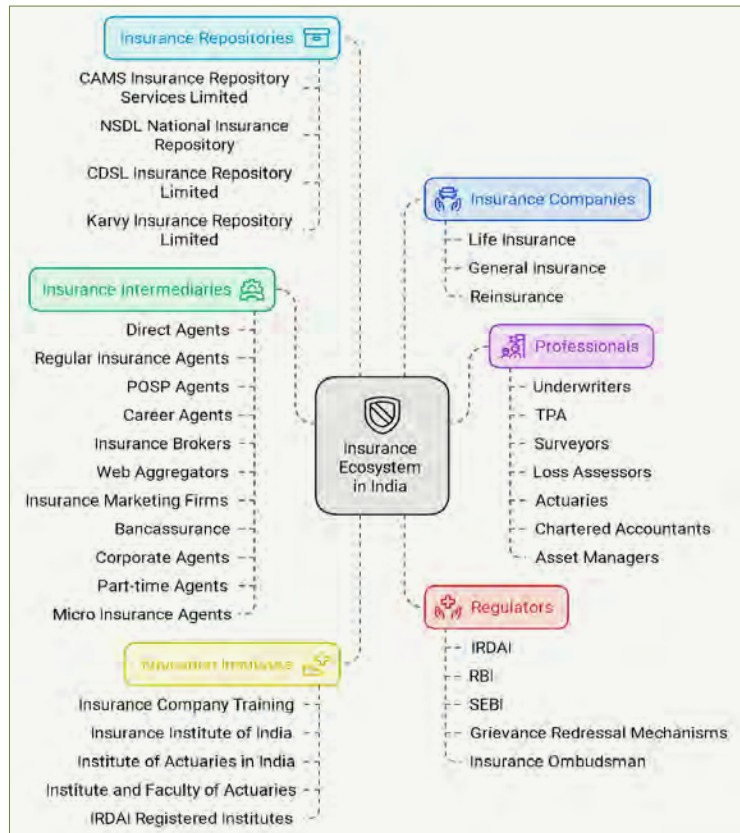 Insurance Repositories
CAMS Insurance Repository
Services Limited
NSDL National Insurance
Repository
CDSL Insurance Repository
Limited
Karvy Insurance Repository
Limited
Insurance Intermediaries
Direct Agents
Regular Insurance Agents
POSP Agents
Career Agents
Insurance Brokers
Web Aggregators
Insurance Marketing Firms
Bancassurance
Corporate Agents
Part-time Agents
Micro Insurance Agents
Insurance Company Training
Insurance Institute of India
Institute of Actuaries in India
Institute and Faculty of Actuaries
IRDAI Registered Institutes
Insurance
Ecosystem
in India
Insurance Companies
Life Insurance
General Insurance
Reinsurance
Professionals
Underwriters
TPA
Surveyors
Loss Assessors
Actuaries
Chartered Accountants
Asset Managers
Regulators
IRDAI
RBI
SEBI
Grievance Redressal Mechanisms
Insurance Ombudsman